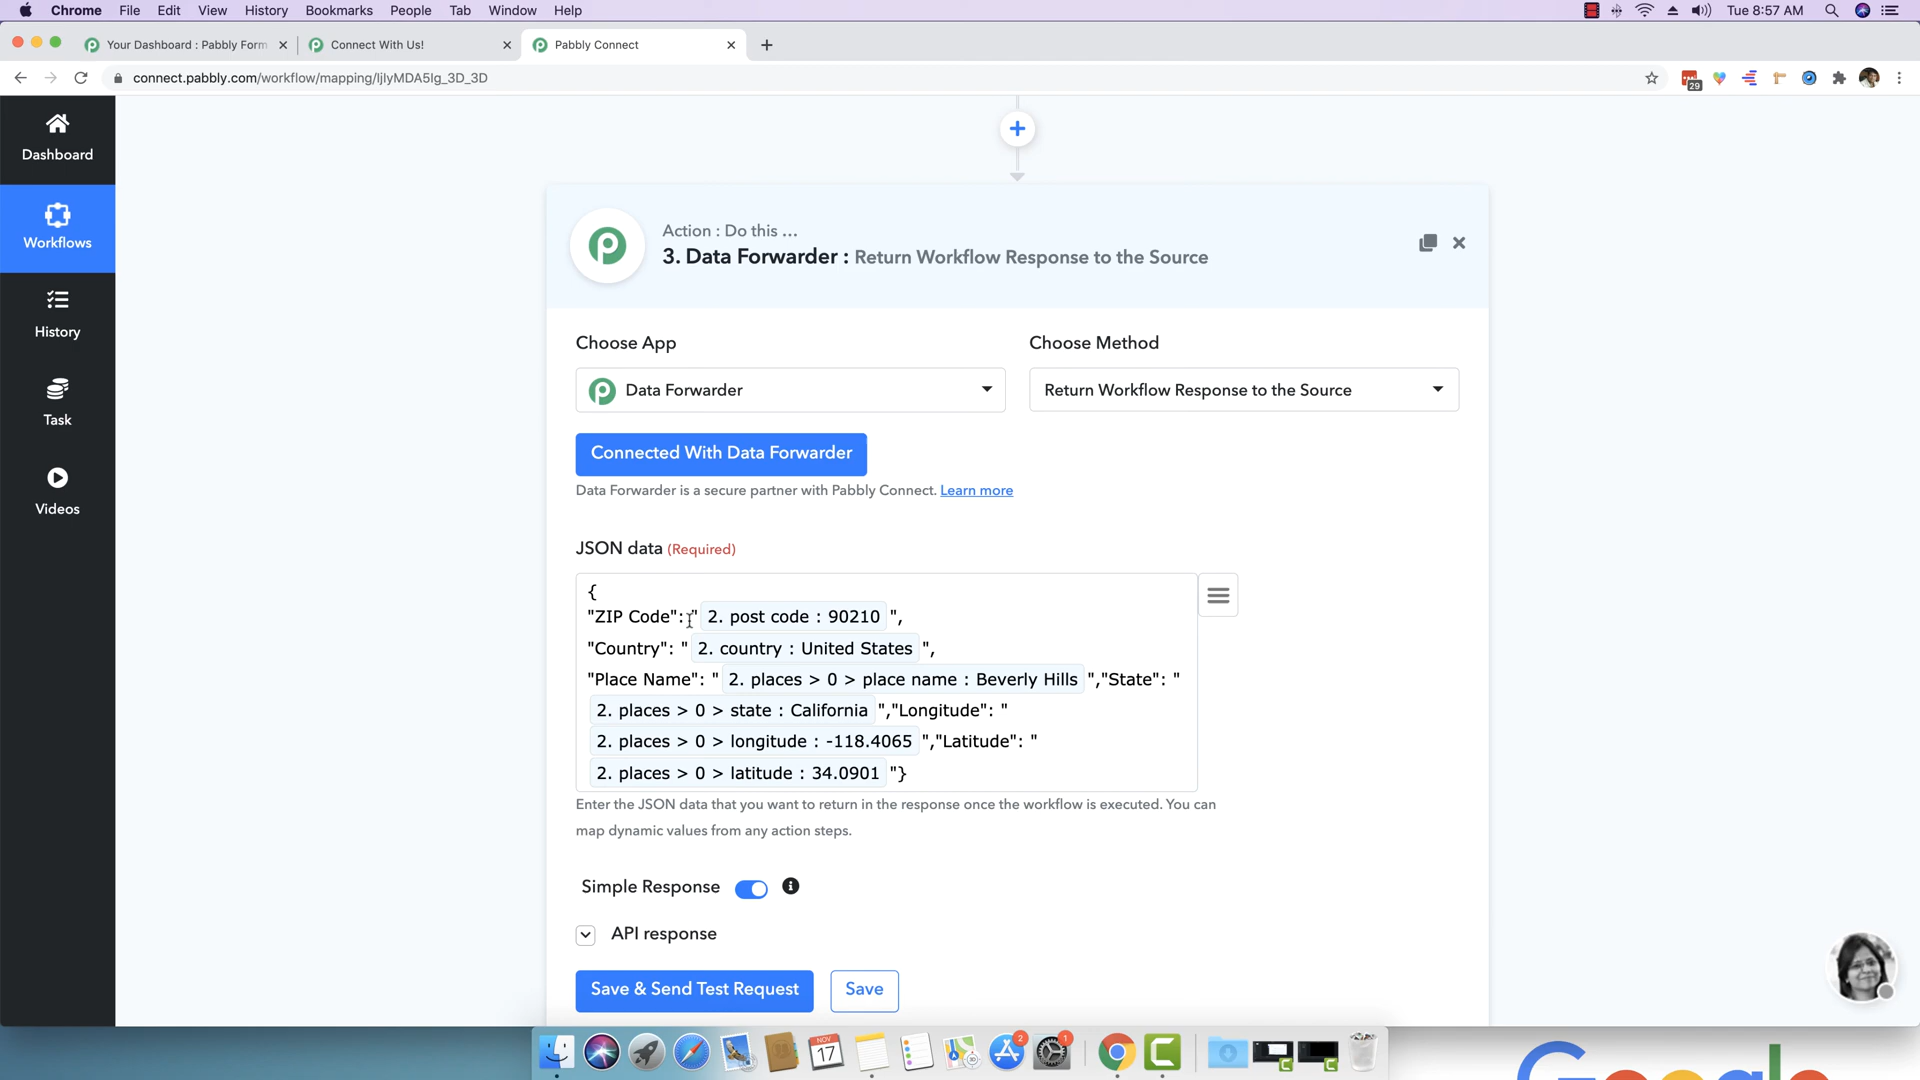 Chrome File Edit View History Bookmarks People Tab Window Help Tue 8:57 AM
Your Dashboard : Pabbly Form
Connect With Us!
Pabbly Connect
connect.pabbly.com/workflow/mapping/IjIyMDA5Ig_3D_3D
29
Dashboard
Workflows
History
Task
Videos
Action : Do this ...
3. Data Forwarder : Return Workflow Response to the Source
Choose App
Choose Method
Data Forwarder
Return Workflow Response to the Source
Connected With Data Forwarder
Data Forwarder is a secure partner with Pabbly Connect. Learn more
JSON data (Required)
{
"ZIP Code": " 2. post code : 90210 ",
"Country": " 2. country : United States ",
"Place Name": " 2. places > 0 > place name : Beverly Hills ","State": "
2. places > 0 > state : California ","Longitude": "
2. places > 0 > longitude : -118.4065 ","Latitude": "
2. places > 0 > latitude : 34.0901 "}
Enter the JSON data that you want to return in the response once the workflow is executed. You can
map dynamic values from any action steps.
Simple Response
API response
Save & Send Test Request
Save
NOV
17
2
1